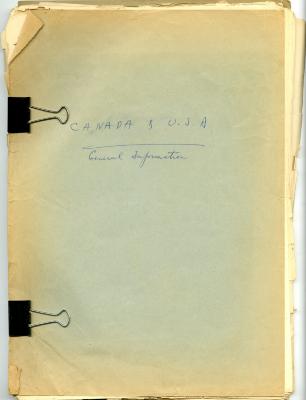 CANADA & U.S.A
General Information